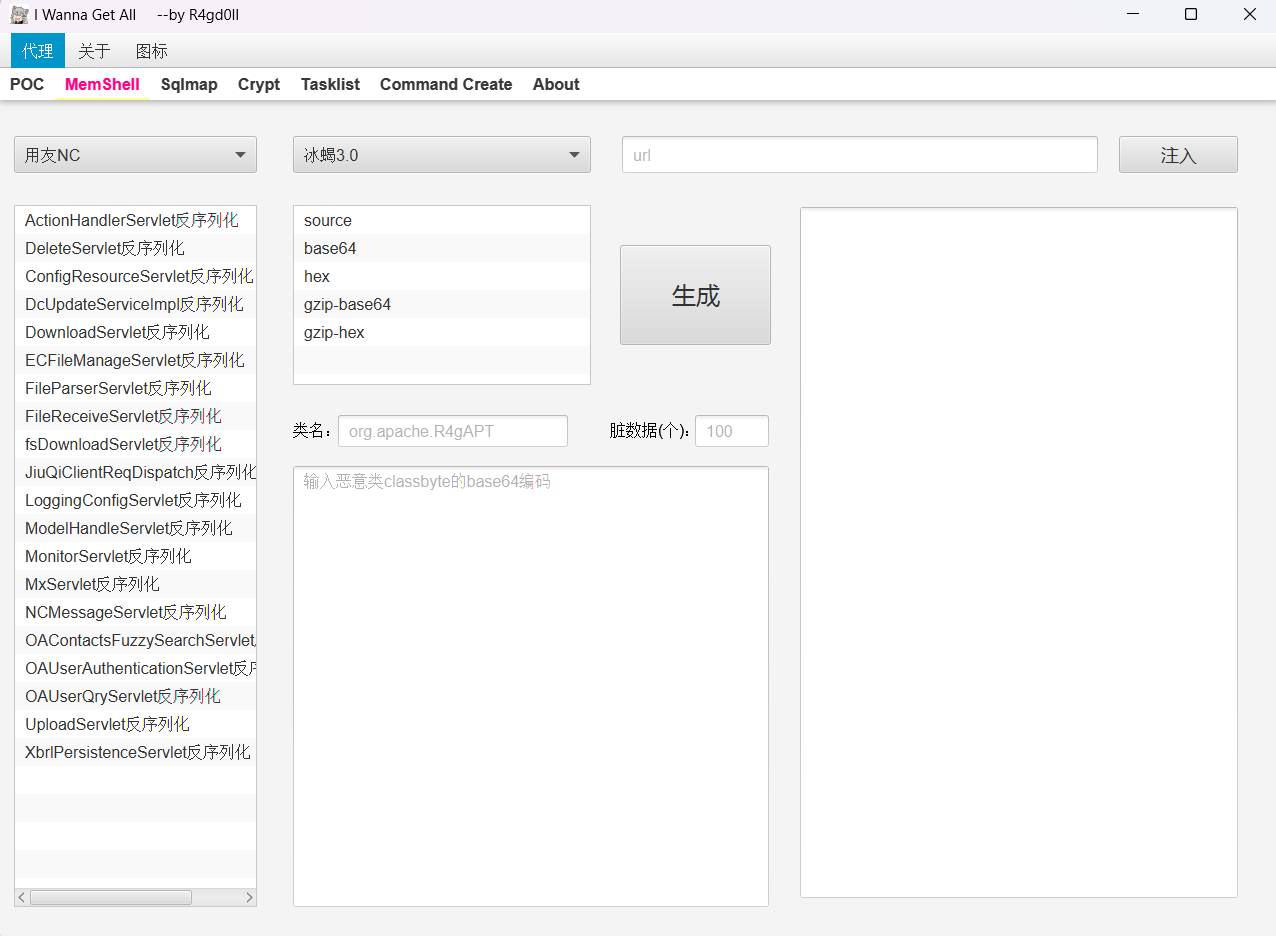 I Wanna Get All --by R4gd0ll
代理 关于 图标
POC MemShell Sqlmap Crypt Tasklist Command Create About
用友NC 冰蝎3.0 url 注入
ActionHandlerServlet反序列化
DeleteServlet反序列化
ConfigResourceServlet反序列化
DcUpdateServiceImpl反序列化
DownloadServlet反序列化
ECFileManageServlet反序列化
FileParserServlet反序列化
FileReceiveServlet反序列化
fsDownloadServlet反序列化
JiuQiClientReqDispatch反序列化
LoggingConfigServlet反序列化
ModelHandleServlet反序列化
MonitorServlet反序列化
MxServlet反序列化
NCMessageServlet反序列化
OAContactsFuzzySearchServlet
OAUserAuthenticationServlet反序
OAUserQryServlet反序列化
UploadServlet反序列化
XbrlPersistenceServlet反序列化
source
base64
hex
gzip-base64
gzip-hex
生成
类名: org.apache.R4gAPT 脏数据(个): 100
输入恶意类classbyte的base64编码